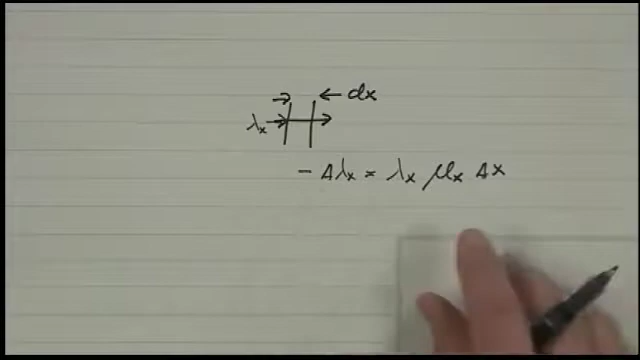 → ← dx
λx
- Δλx = λx μx Δx